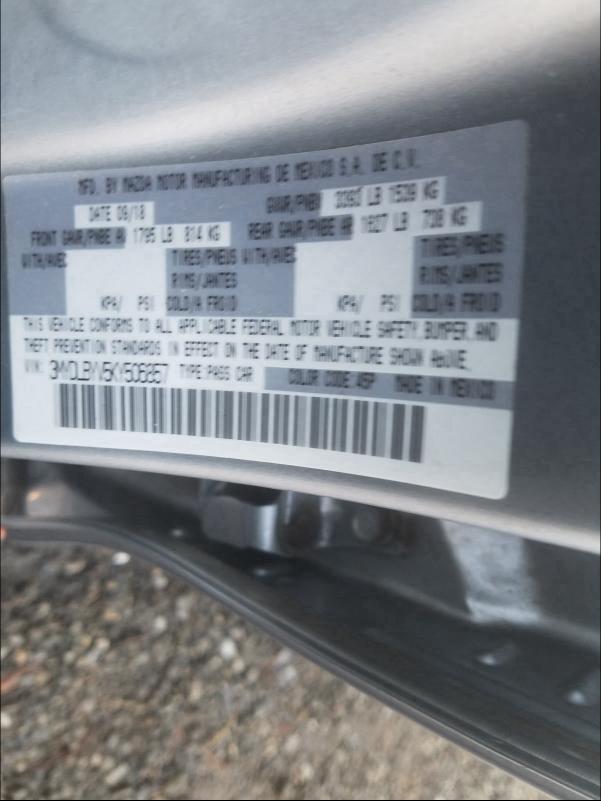 MFD. BY MAZDA MOTOR MANUFACTURING DE MEXICO S.A. DE C.V.
DATE 09/18 GVWR/PNBV LB 1539 KG
FRONT GAWR/PNBE AV 1795 LB 814 KG REAR GAWR/PNBE AR 1627 LB 738 KG
WITH/AVEC TIRES/PNEUS WITH/AVEC TIRES/PNEUS
RIMS/JANTES RIMS/JANTES
KPA/ PSI COLD/A FROID KPA/ PSI COLD/A FROID
THIS VEHICLE CONFORMS TO ALL APPLICABLE FEDERAL MOTOR VEHICLE SAFETY, BUMPER, AND
THEFT PREVENTION STANDARDS IN EFFECT ON THE DATE OF MANUFACTURE SHOWN ABOVE.
VIN: TYPE:PASS CAR COLOR CODE:45P MADE IN MEXICO